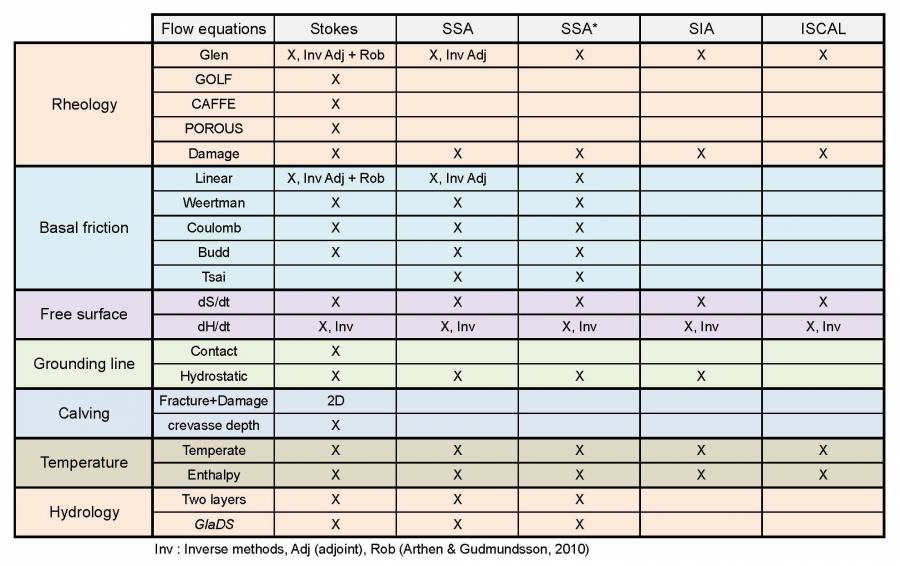 Flow equations Stokes SSA SSA* SIA ISCAL
Rheology
Glen X, Inv Adj + Rob X, Inv Adj X X X
GOLF X
CAFFE X
POROUS X
Damage X X X X X
Basal friction
Linear X, Inv Adj + Rob X, Inv Adj X
Weertman X X X
Coulomb X X X
Budd X X X
Tsai X X
Free surface
dS/dt X X X X X
dH/dt X, Inv X, Inv X, Inv X, Inv X, Inv
Grounding line
Contact X
Hydrostatic X X X X
Calving
Fracture+Damage 2D
crevasse depth X
Temperature
Temperate X X X X X
Enthalpy X X X X X
Hydrology
Two layers X X X
GlaDS X X X
Inv : Inverse methods, Adj (adjoint), Rob (Arthen & Gudmundsson, 2010)